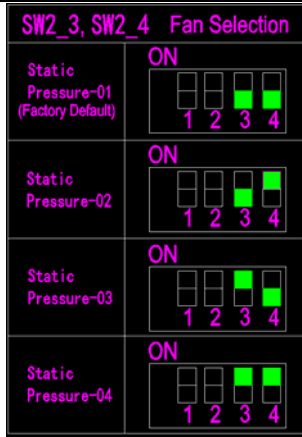 SW2_3, SW2_4 Fan Selection
Static
Pressure-01
(Factory Default)
ON
1 2 3 4
Static
Pressure-02
ON
1 2 3 4
Static
Pressure-03
ON
1 2 3 4
Static
Pressure-04
ON
1 2 3 4